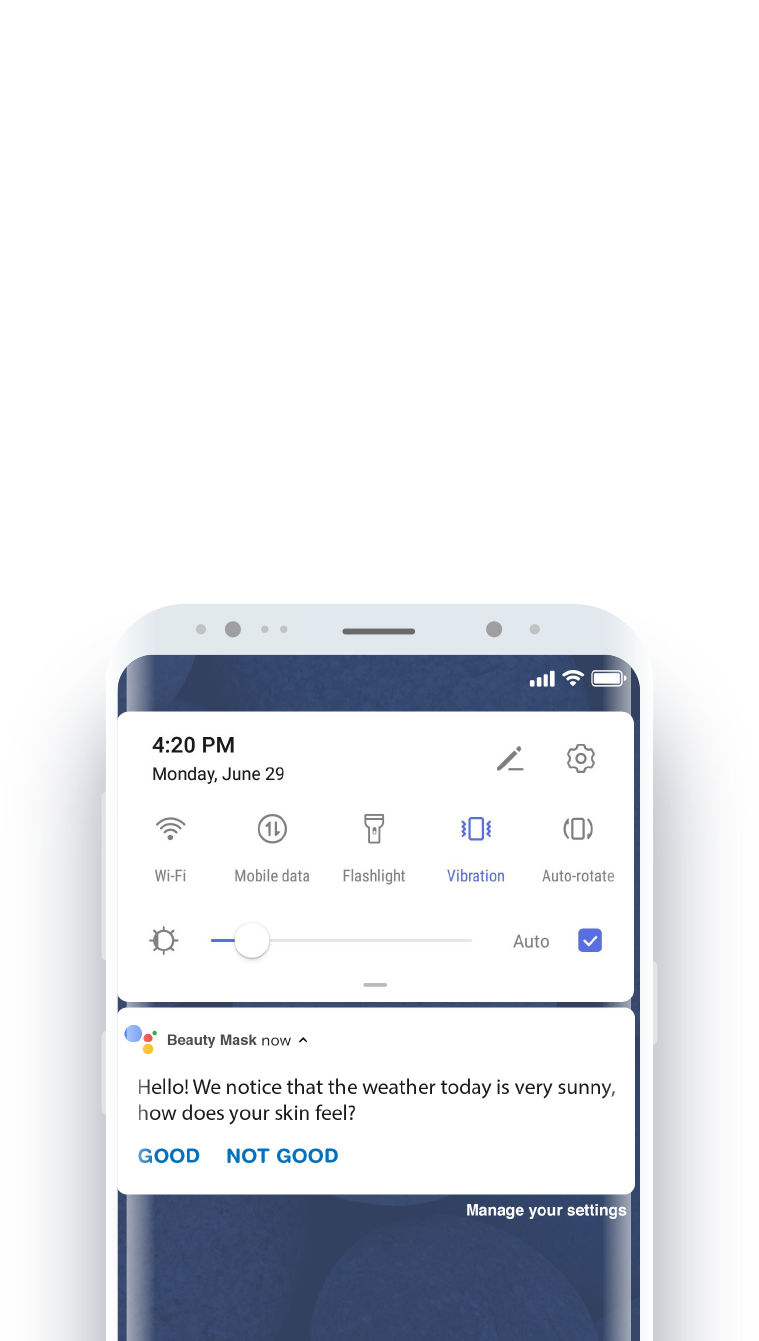 4:20 PM
Monday, June 29
Wi-Fi Mobile data Flashlight Vibration Auto-rotate
Auto
Beauty Mask now
Hello! We notice that the weather today is very sunny,
how does your skin feel?
GOOD NOT GOOD
Manage your settings